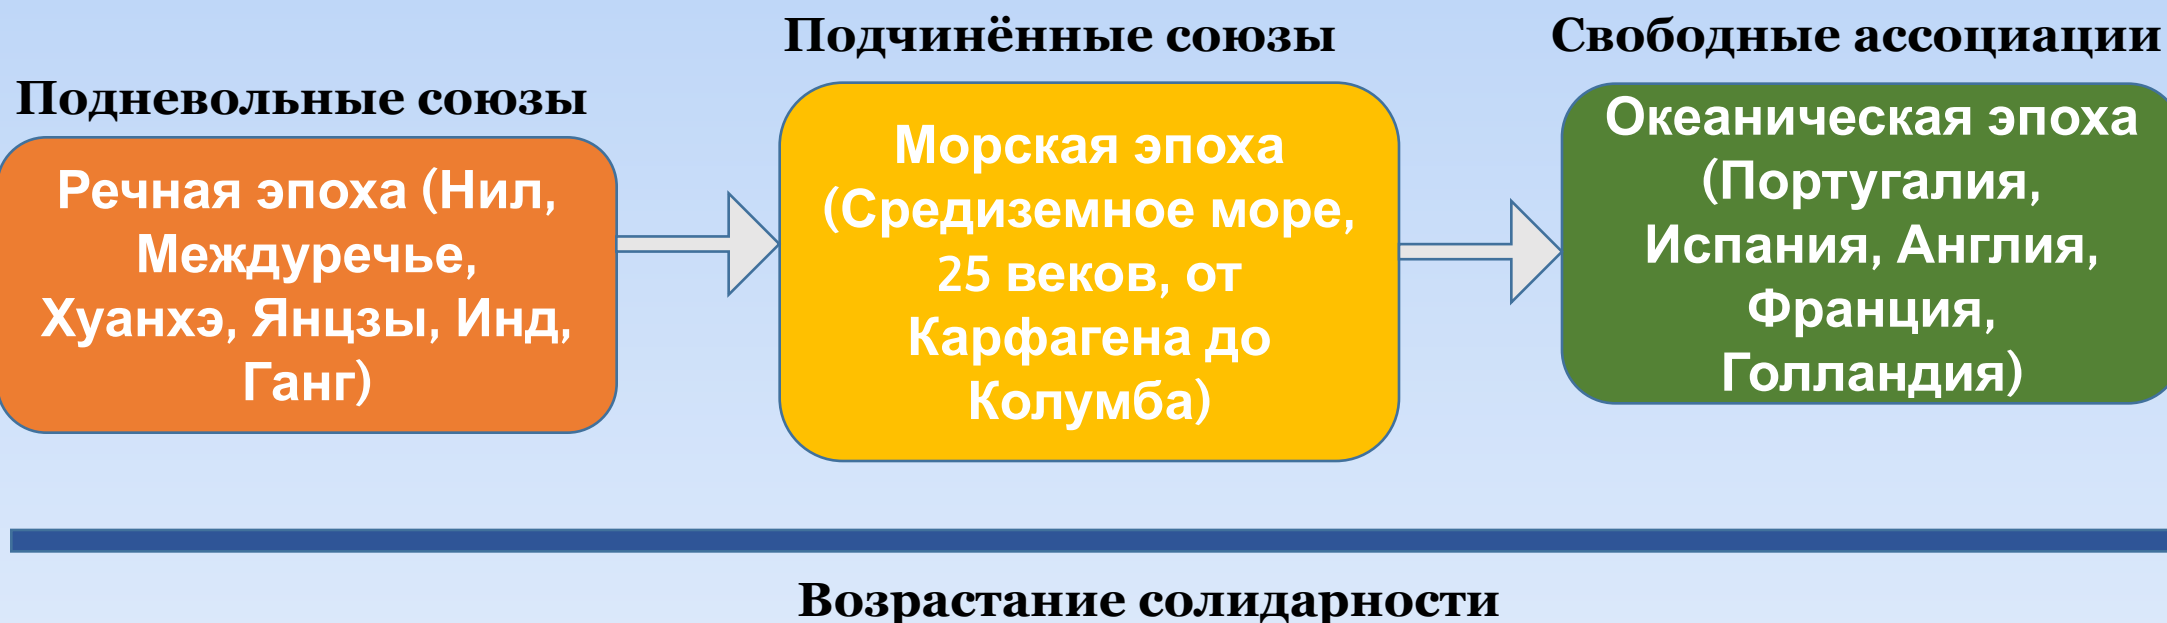 Подневольные союзы
Речная эпоха (Нил,
Междуречье,
Хуанхэ, Янцзы, Инд,
Ганг)
Подчинённые союзы
Морская эпоха
(Средиземное море,
25 веков, от
Карфагена до
Колумба)
Свободные ассоциации
Океаническая эпоха
(Португалия,
Испания, Англия,
Франция,
Голландия)
Возрастание солидарности